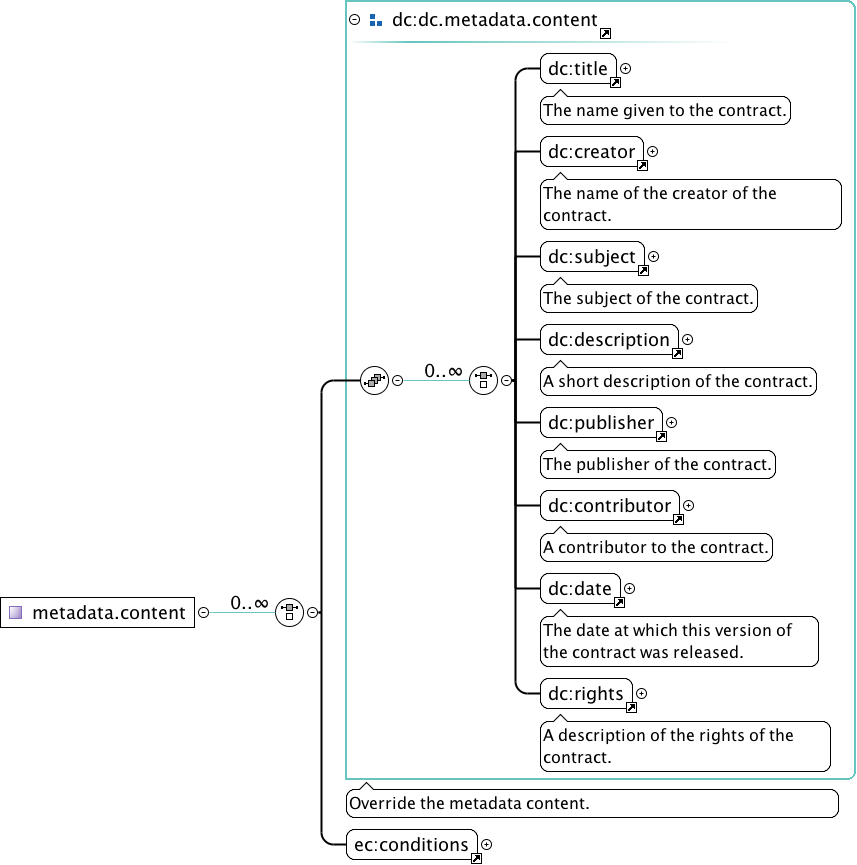 dc:dc.metadata.content
dc:title
The name given to the contract.
dc:creator
The name of the creator of the
contract.
dc:subject
The subject of the contract.
dc:description
0..∞
A short description of the contract.
dc:publisher
The publisher of the contract.
dc:contributor
A contributor to the contract.
dc:date
metadata.content
0..∞
The date at which this version of
the contract was released.
dc:rights
A description of the rights of the
contract.
Override the metadata content.
ec:conditions